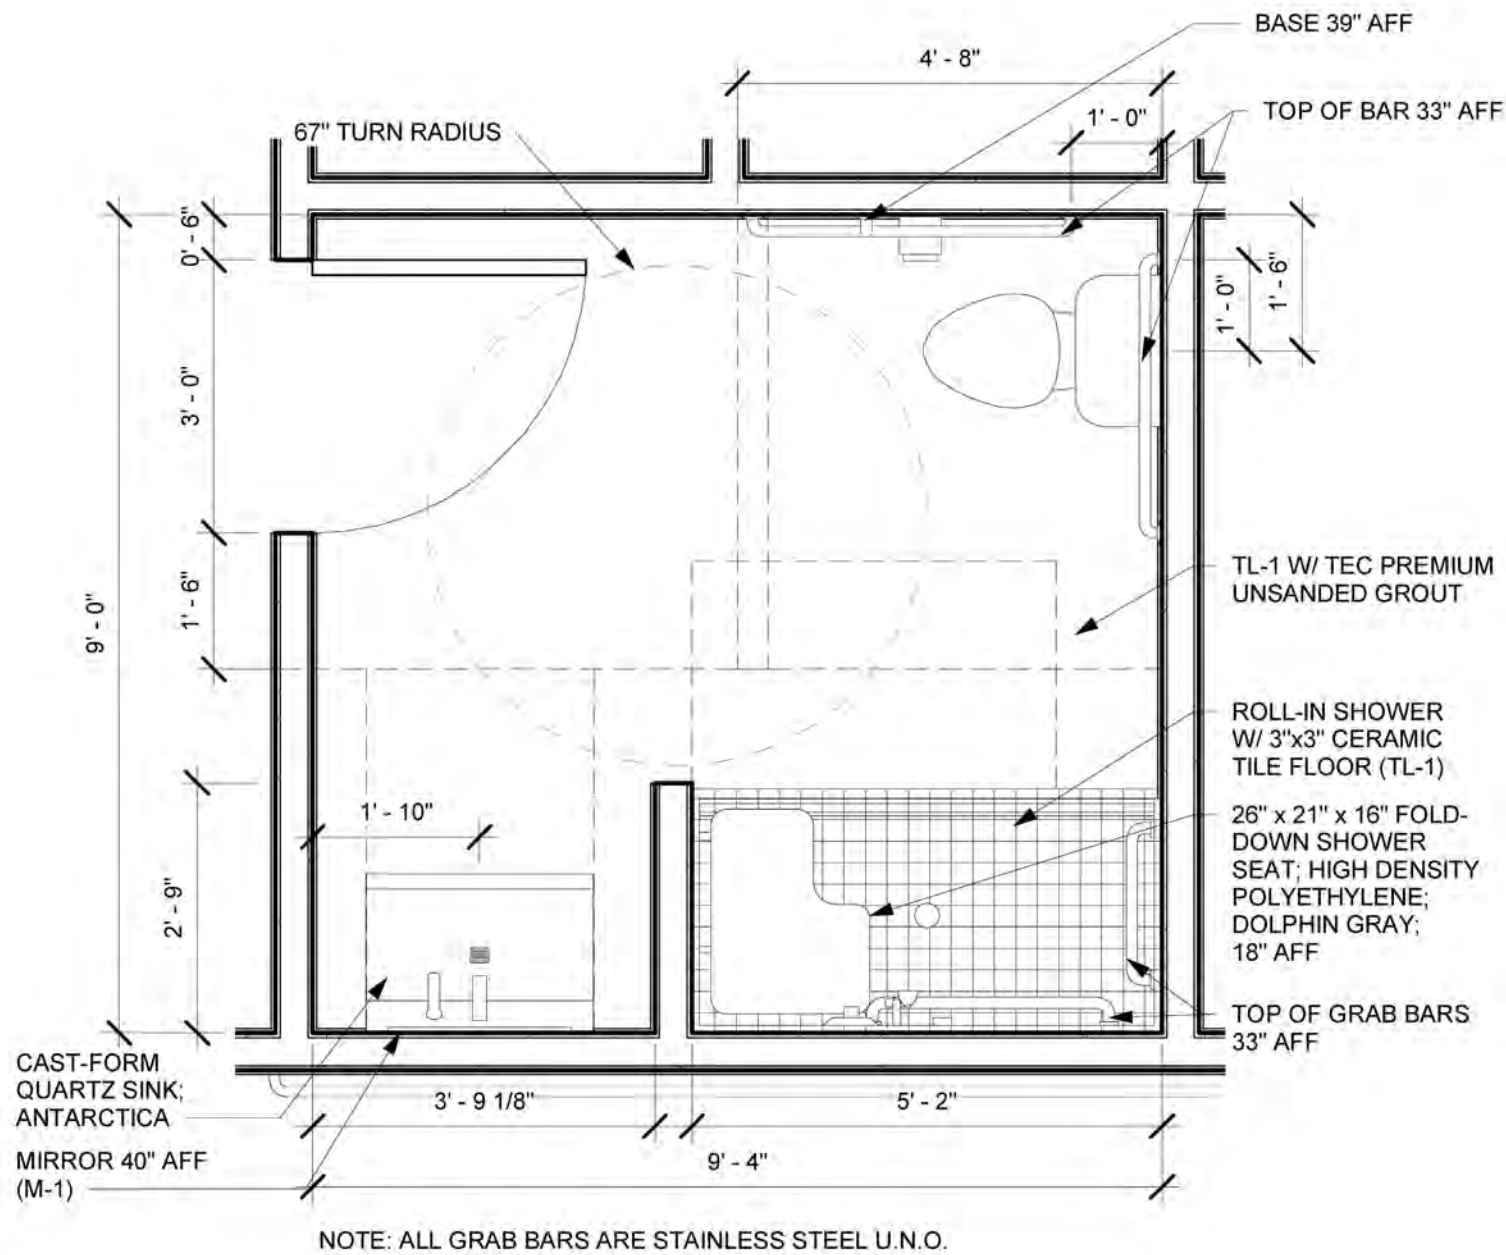 BASE 39" AFF
4' - 8"
1' - 0"
TOP OF BAR 33" AFF
67" TURN RADIUS
0' - 6"
1' - 0"
1' - 6"
3' - 0"
9' - 0"
1' - 6"
TL-1 W/ TEC PREMIUM
UNSANDED GROUT
ROLL-IN SHOWER
W/ 3"x3" CERAMIC
TILE FLOOR (TL-1)
1' - 10"
26" x 21" x 16" FOLD-
DOWN SHOWER
SEAT; HIGH DENSITY
POLYETHYLENE;
DOLPHIN GRAY;
18" AFF
2' - 9"
TOP OF GRAB BARS
33" AFF
CAST-FORM
QUARTZ SINK;
ANTARCTICA
3' - 9 1/8"
5' - 2"
MIRROR 40" AFF
(M-1)
9' - 4"
NOTE: ALL GRAB BARS ARE STAINLESS STEEL U.N.O.